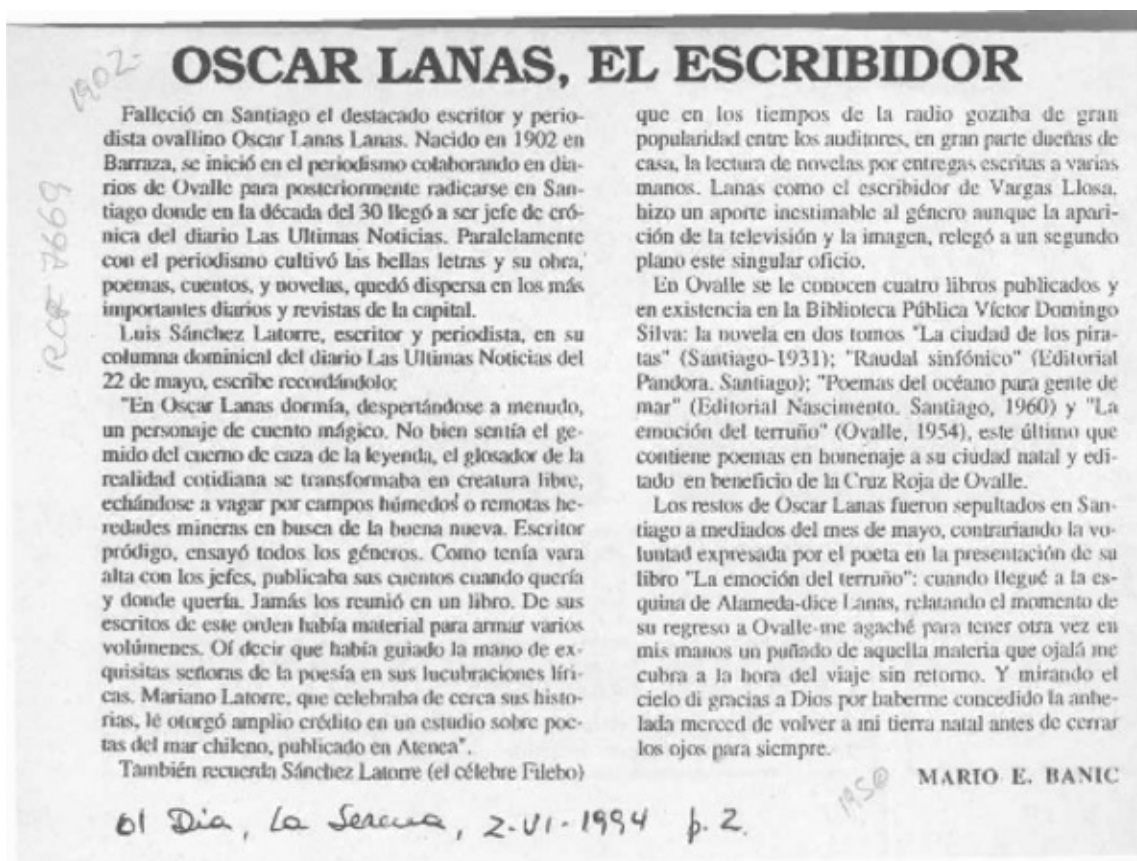 OSCAR LANAS, EL ESCRIBIDOR
1902-
RCF 7669
Falleció en Santiago el destacado escritor y perio-
dista ovallino Oscar Lanas Lanas. Nacido en 1902 en
Barraza, se inició en el periodismo colaborando en dia-
rios de Ovalle para posteriormente radicarse en San-
tiago donde en la década del 30 llegó a ser jefe de cró-
nica del diario Las Ultimas Noticias. Paralelamente
con el periodismo cultivó las bellas letras y su obra,
poemas, cuentos, y novelas, quedó dispersa en los más
importantes diarios y revistas de la capital.
Luis Sánchez Latorre, escritor y periodista, en su
columna dominical del diario Las Ultimas Noticias del
22 de mayo, escribe recordándolo:
"En Oscar Lanas dormía, despertándose a menudo,
un personaje de cuento mágico. No bien sentía el ge-
mido del cuerno de caza de la leyenda, el glosador de la
realidad cotidiana se transformaba en creatura libre,
echándose a vagar por campos húmedos o remotas he-
redades mineras en busca de la buena nueva. Escritor
pródigo, ensayó todos los géneros. Como tenía vara
alta con los jefes, publicaba sus cuentos cuando quería
y donde quería. Jamás los reunió en un libro. De sus
escritos de este orden había material para armar varios
volúmenes. Oí decir que había guiado la mano de ex-
quisitas señoras de la poesía en sus lucubraciones líri-
cas. Mariano Latorre, que celebraba de cerca sus histo-
rias, le otorgó amplio crédito en un estudio sobre poe-
tas del mar chileno, publicado en Atenea".
También recuerda Sánchez Latorre (el célebre Filebo)
que en los tiempos de la radio gozaba de gran
popularidad entre los auditores, en gran parte dueñas de
casa, la lectura de novelas por entregas escritas a varias
manos. Lanas como el escribidor de Vargas Llosa,
hizo un aporte inestimable al género aunque la apari-
ción de la televisión y la imagen, relegó a un segundo
plano este singular oficio.
En Ovalle se le conocen cuatro libros publicados y
en existencia en la Biblioteca Pública Víctor Domingo
Silva: la novela en dos tomos "La ciudad de los pira-
tas" (Santiago-1931); "Raudal sinfónico" (Editorial
Pandora. Santiago); "Poemas del océano para gente de
mar" (Editorial Nascimento. Santiago, 1960) y "La
emoción del terruño" (Ovalle, 1954), este último que
contiene poemas en homenaje a su ciudad natal y edi-
tado en beneficio de la Cruz Roja de Ovalle.
Los restos de Oscar Lanas fueron sepultados en San-
tiago a mediados del mes de mayo, contrariando la vo-
luntad expresada por el poeta en la presentación de su
libro "La emoción del terruño": cuando llegué a la es-
quina de Alameda-dice Lanas, relatando el momento de
su regreso a Ovalle-me agaché para tener otra vez en
mis manos un puñado de aquella materia que ojalá me
cubra a la hora del viaje sin retorno. Y mirando el
cielo di gracias a Dios por haberme concedido la anhe-
lada merced de volver a mi tierra natal antes de cerrar
los ojos para siempre.
MARIO E. BANIC
El Dia, La Serena, 2-VI-1994 p. 2.